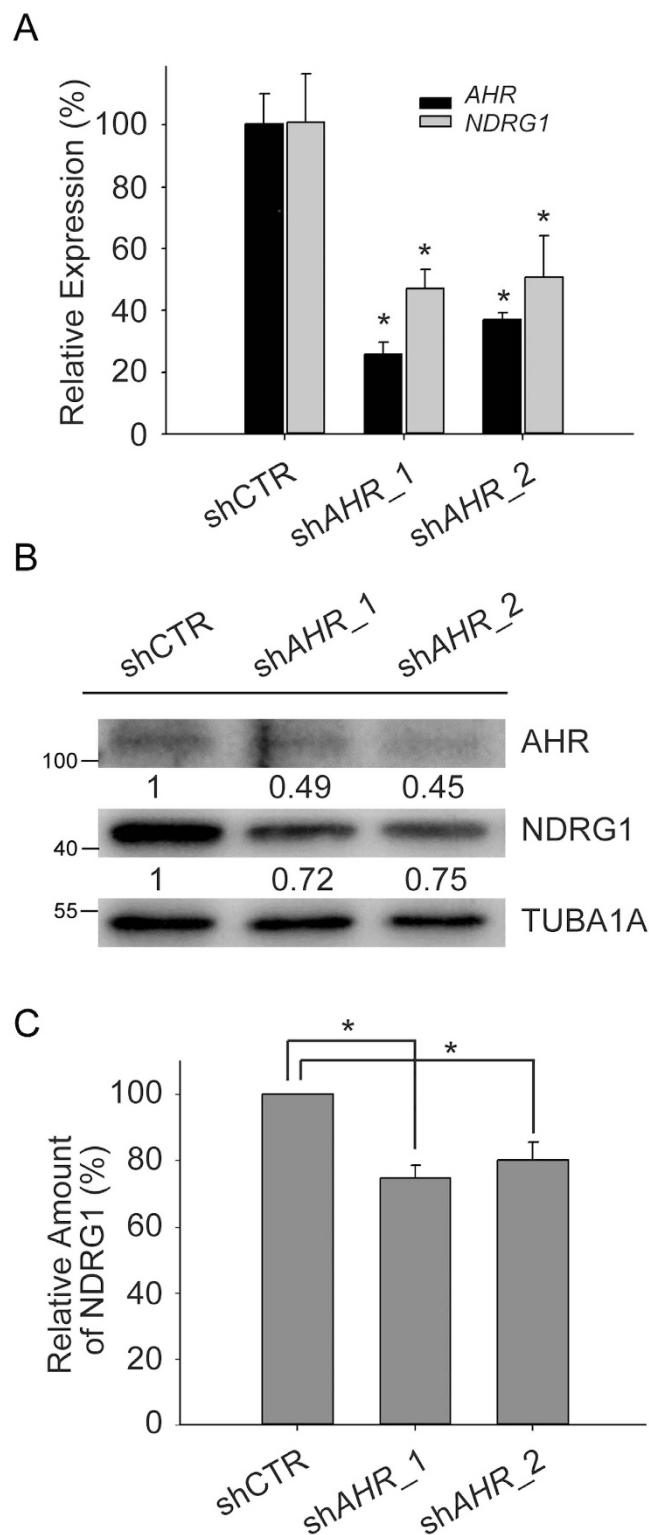 A
Relative Expression (%)
100
80
60
40
20
0
AHR
NDRG1
*
*
*
*
shCTR
shAHR_1
shAHR_2
B
shCTR
shAHR_1
shAHR_2
100
AHR
1 0.49 0.45
40
NDRG1
1 0.72 0.75
55
TUBA1A
C
Relative Amount
of NDRG1 (%)
100
80
60
40
20
0
*
*
shCTR
shAHR_1
shAHR_2